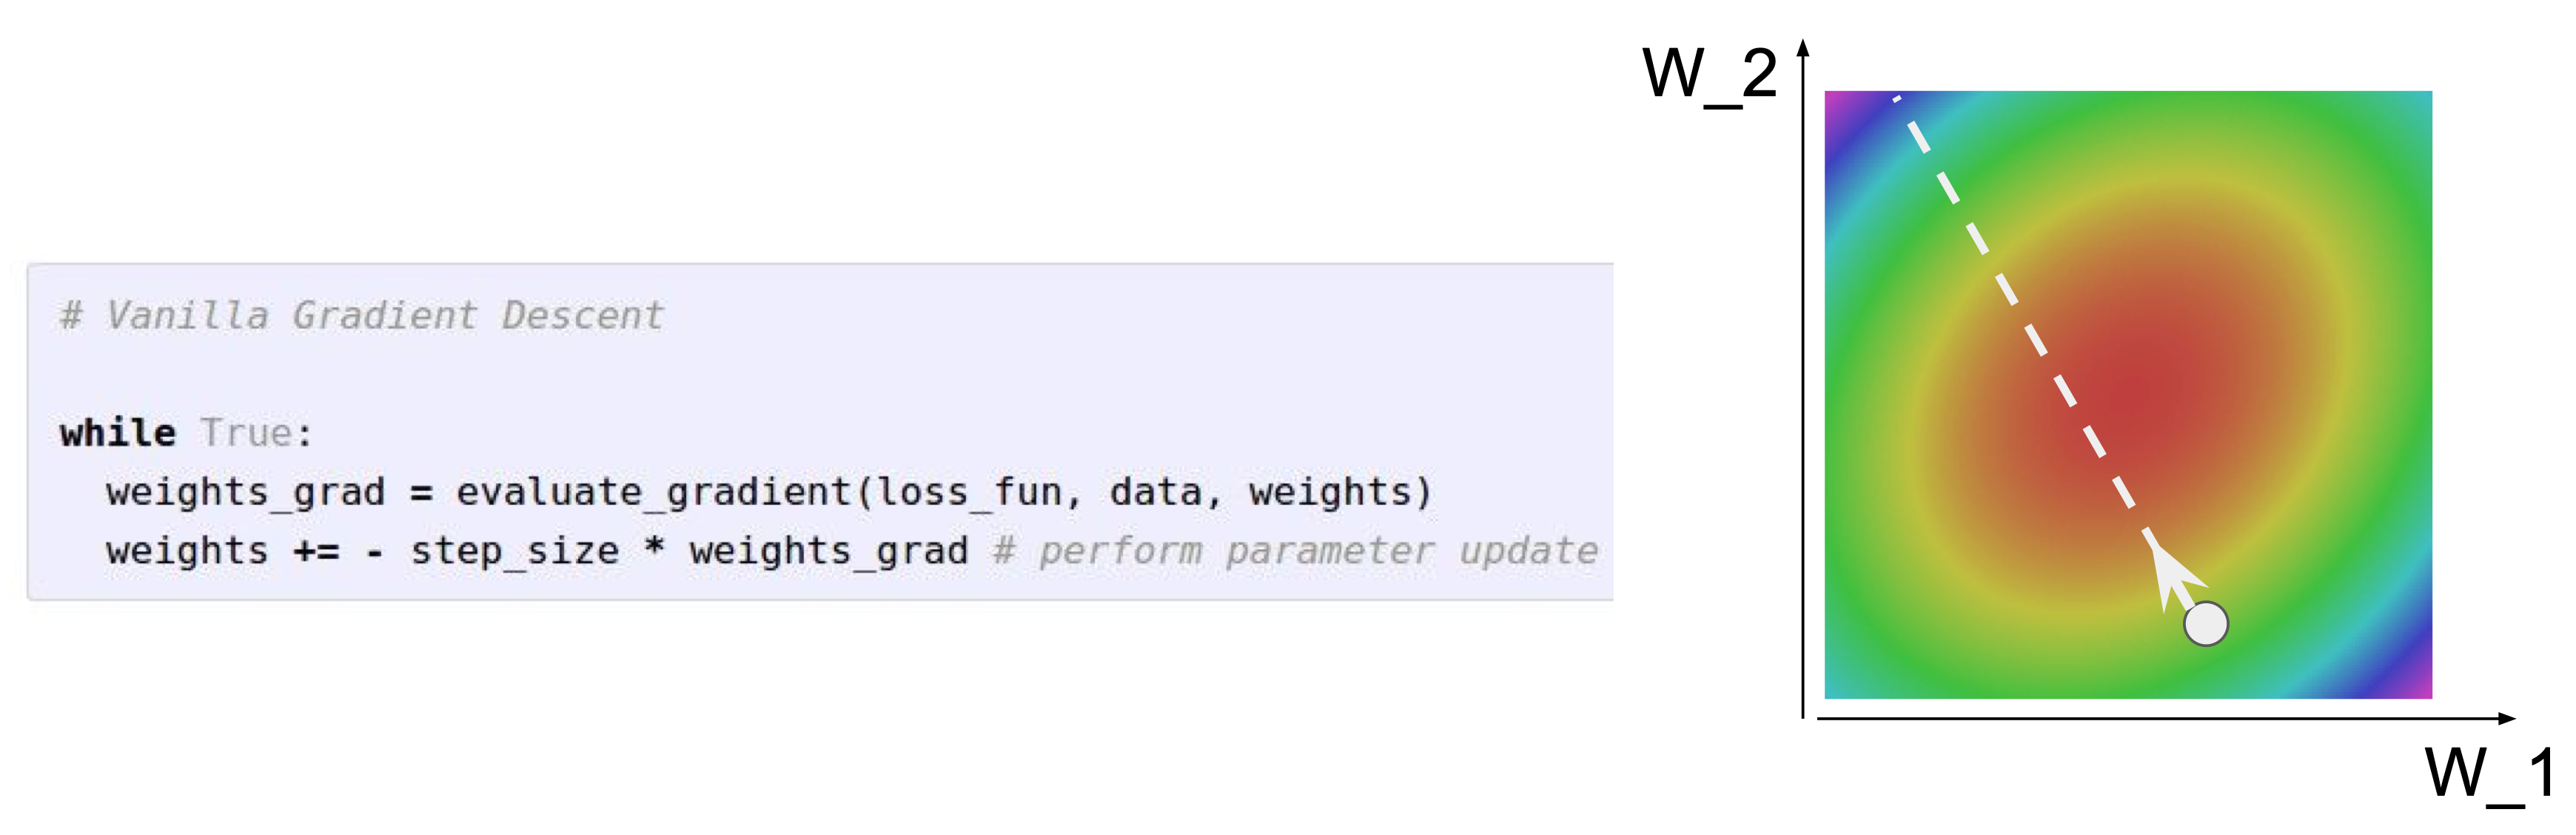 # Vanilla Gradient Descent
while True:
weights_grad = evaluate_gradient(loss_fun, data, weights)
weights += - step_size * weights_grad # perform parameter update
W_2
W_1